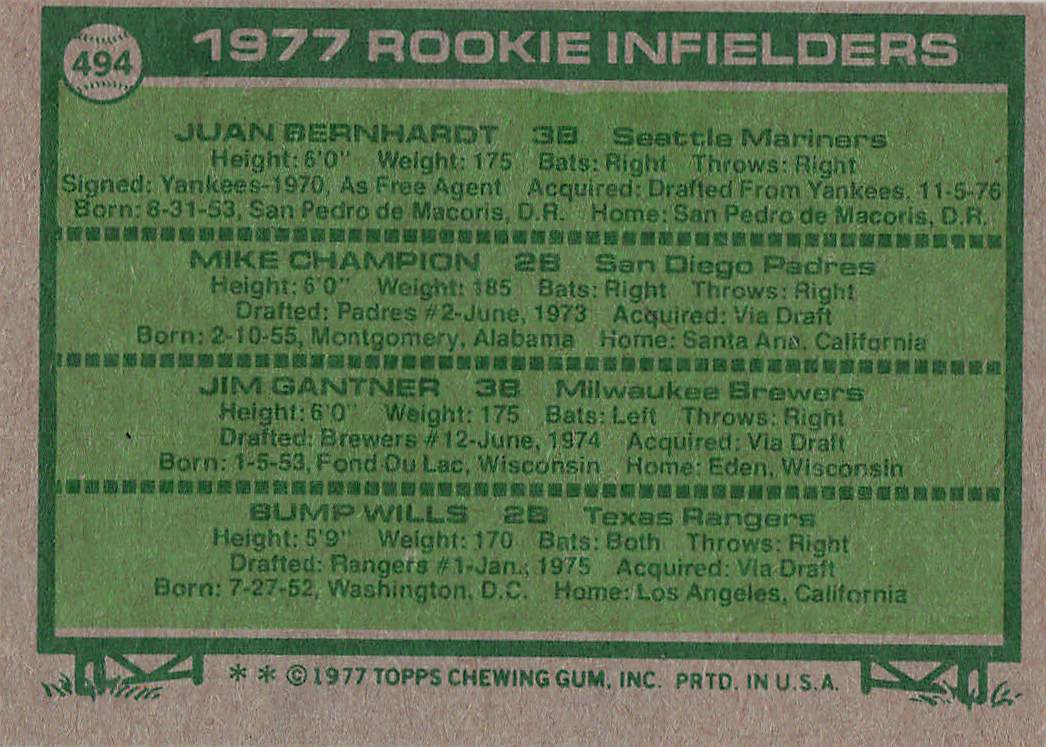 494
1977 ROOKIE INFIELDERS
JUAN BERNHARDT 3B Seattle Mariners
Height: 6'0" Weight: 175 Bats: Right Throws: Right
Signed: Yankees-1970, As Free Agent Acquired: Drafted From Yankees, 11-5-76
Born: 8-31-53, San Pedro de Macoris, D.R. Home: San Pedro de Macoris, D.R.
MIKE CHAMPION 2B San Diego Padres
Height: 6'0" Weight: 185 Bats: Right Throws: Right
Drafted: Padres #2-June, 1973 Acquired: Via Draft
Born: 2-10-55, Montgomery, Alabama Home: Santa Ana, California
JIM GANTNER 3B Milwaukee Brewers
Height: 6'0" Weight: 175 Bats: Left Throws: Right
Drafted: Brewers #12-June, 1974 Acquired: Via Draft
Born: 1-5-53, Fond Du Lac, Wisconsin Home: Eden, Wisconsin
BUMP WILLS 2B Texas Rangers
Height: 5'9" Weight: 170 Bats: Both Throws: Right
Drafted: Rangers #1-Jan., 1975 Acquired: Via Draft
Born: 7-27-52, Washington, D.C. Home: Los Angeles, California
* * © 1977 TOPPS CHEWING GUM, INC. PRTD. IN U.S.A.